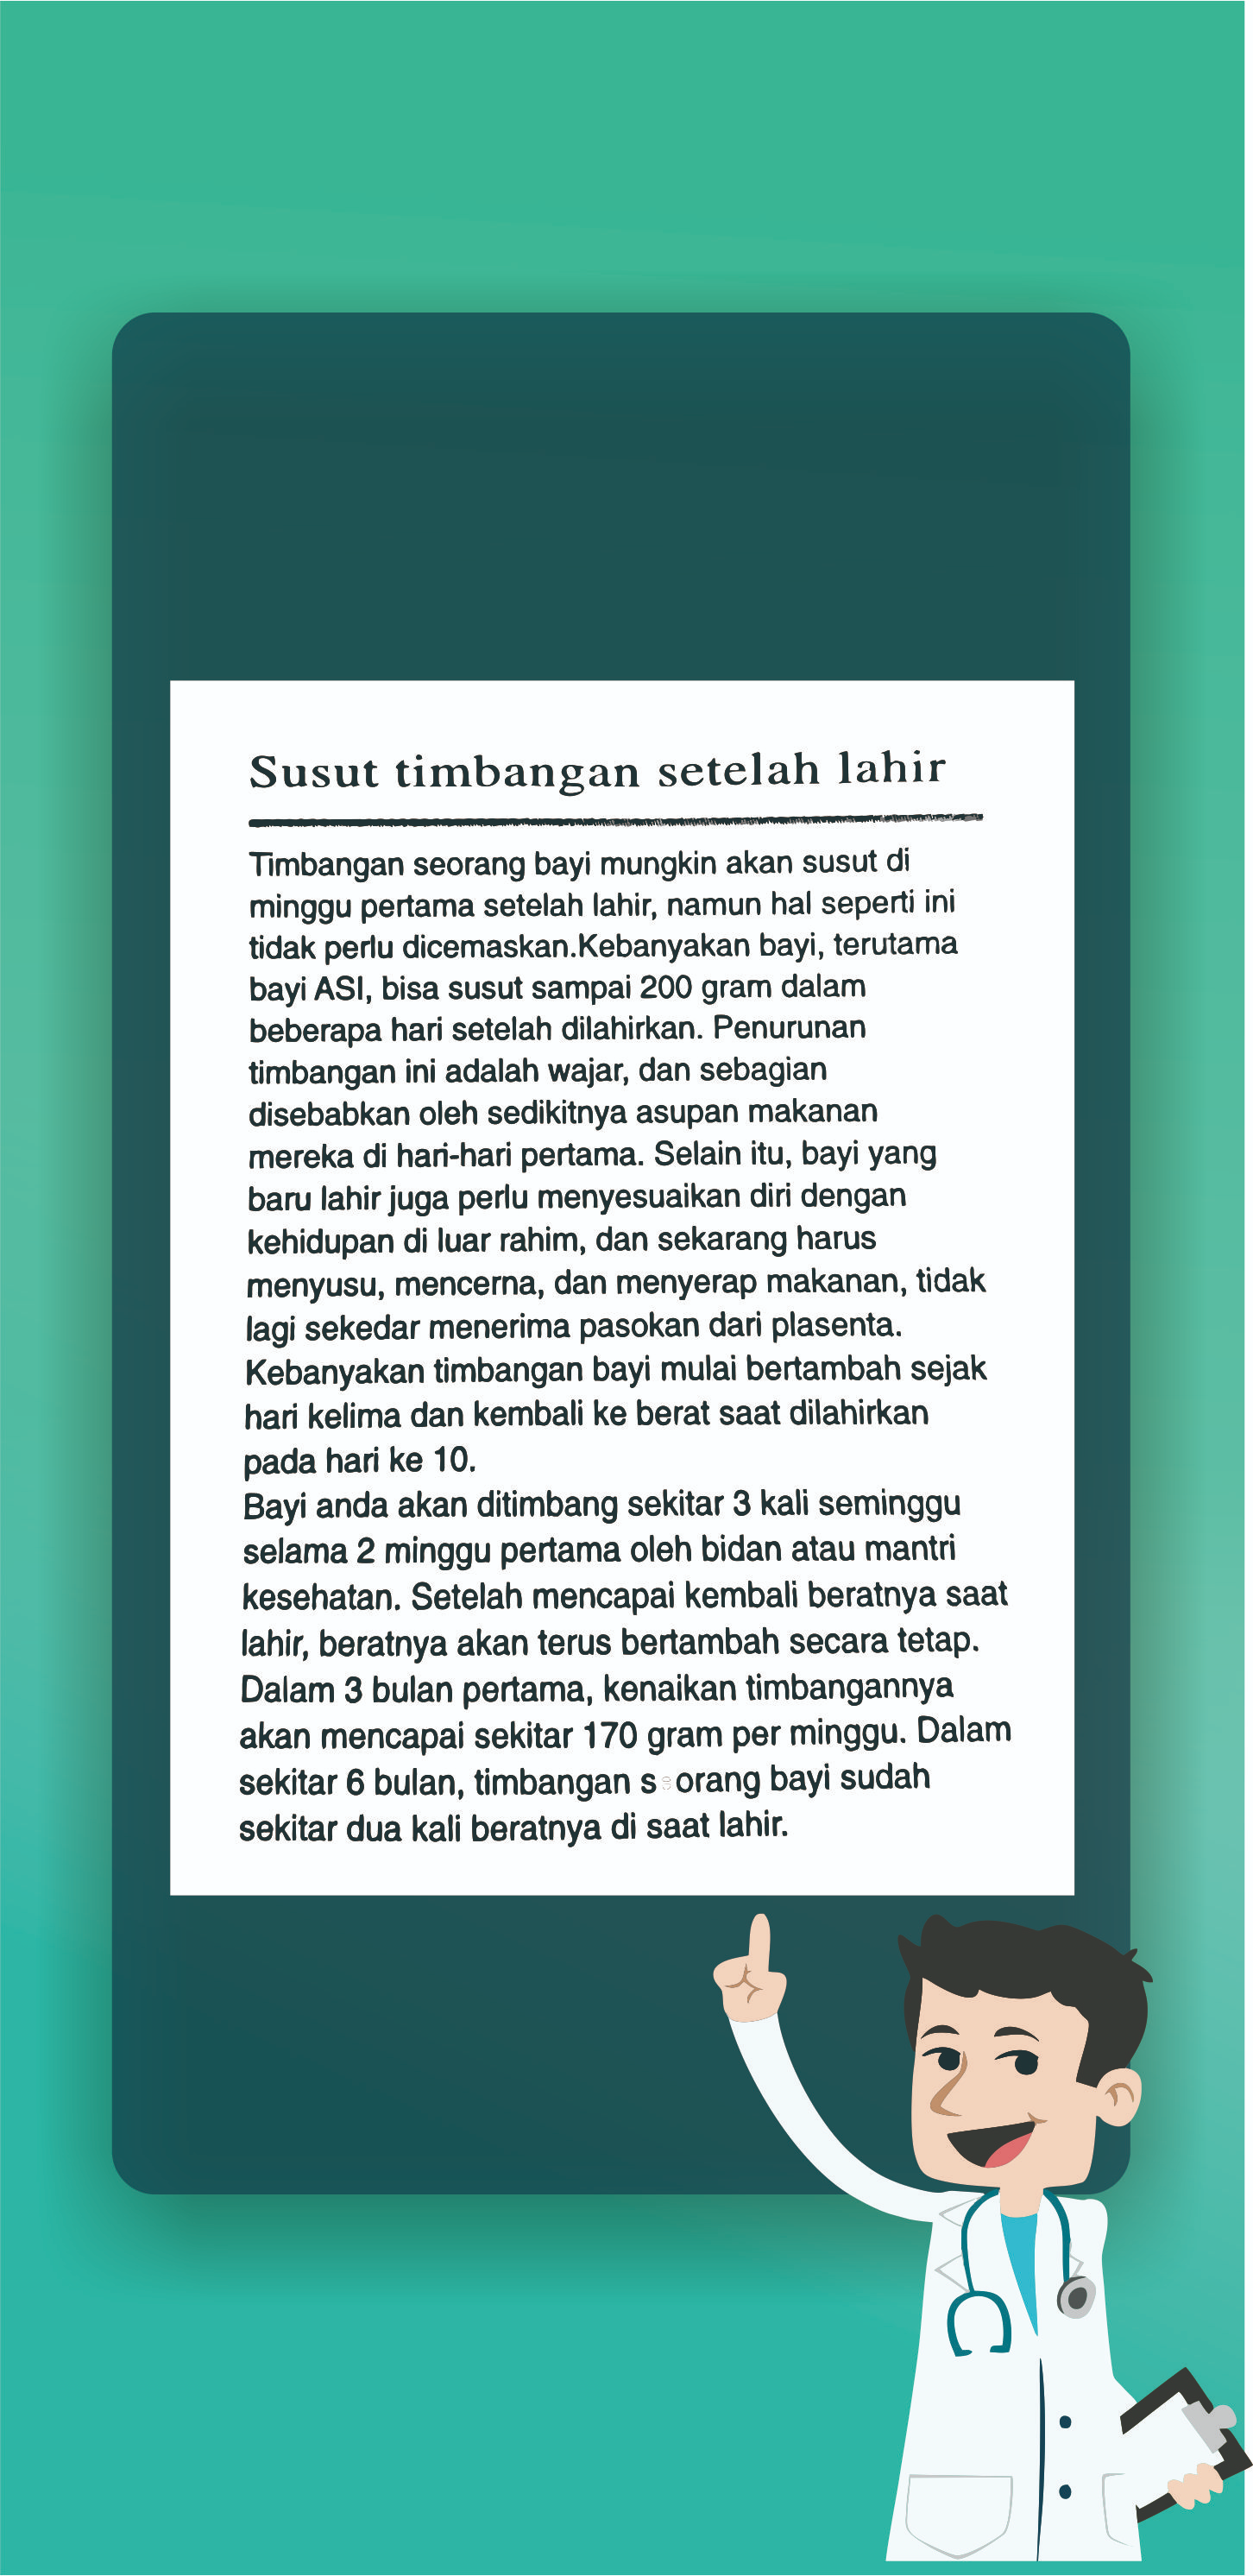 Susut timbangan setelah lahir
Timbangan seorang bayi mungkin akan susut di
minggu pertama setelah lahir, namun hal seperti ini
tidak perlu dicemaskan.Kebanyakan bayi, terutama
bayi ASI, bisa susut sampai 200 gram dalam
beberapa hari setelah dilahirkan. Penurunan
timbangan ini adalah wajar, dan sebagian
disebabkan oleh sedikitnya asupan makanan
mereka di hari-hari pertama. Selain itu, bayi yang
baru lahir juga perlu menyesuaikan diri dengan
kehidupan di luar rahim, dan sekarang harus
menyusu, mencerna, dan menyerap makanan, tidak
lagi sekedar menerima pasokan dari plasenta.
Kebanyakan timbangan bayi mulai bertambah sejak
hari kelima dan kembali ke berat saat dilahirkan
pada hari ke 10.
Bayi anda akan ditimbang sekitar 3 kali seminggu
selama 2 minggu pertama oleh bidan atau mantri
kesehatan. Setelah mencapai kembali beratnya saat
lahir, beratnya akan terus bertambah secara tetap.
Dalam 3 bulan pertama, kenaikan timbangannya
akan mencapai sekitar 170 gram per minggu. Dalam
sekitar 6 bulan, timbangan seorang bayi sudah
sekitar dua kali beratnya di saat lahir.